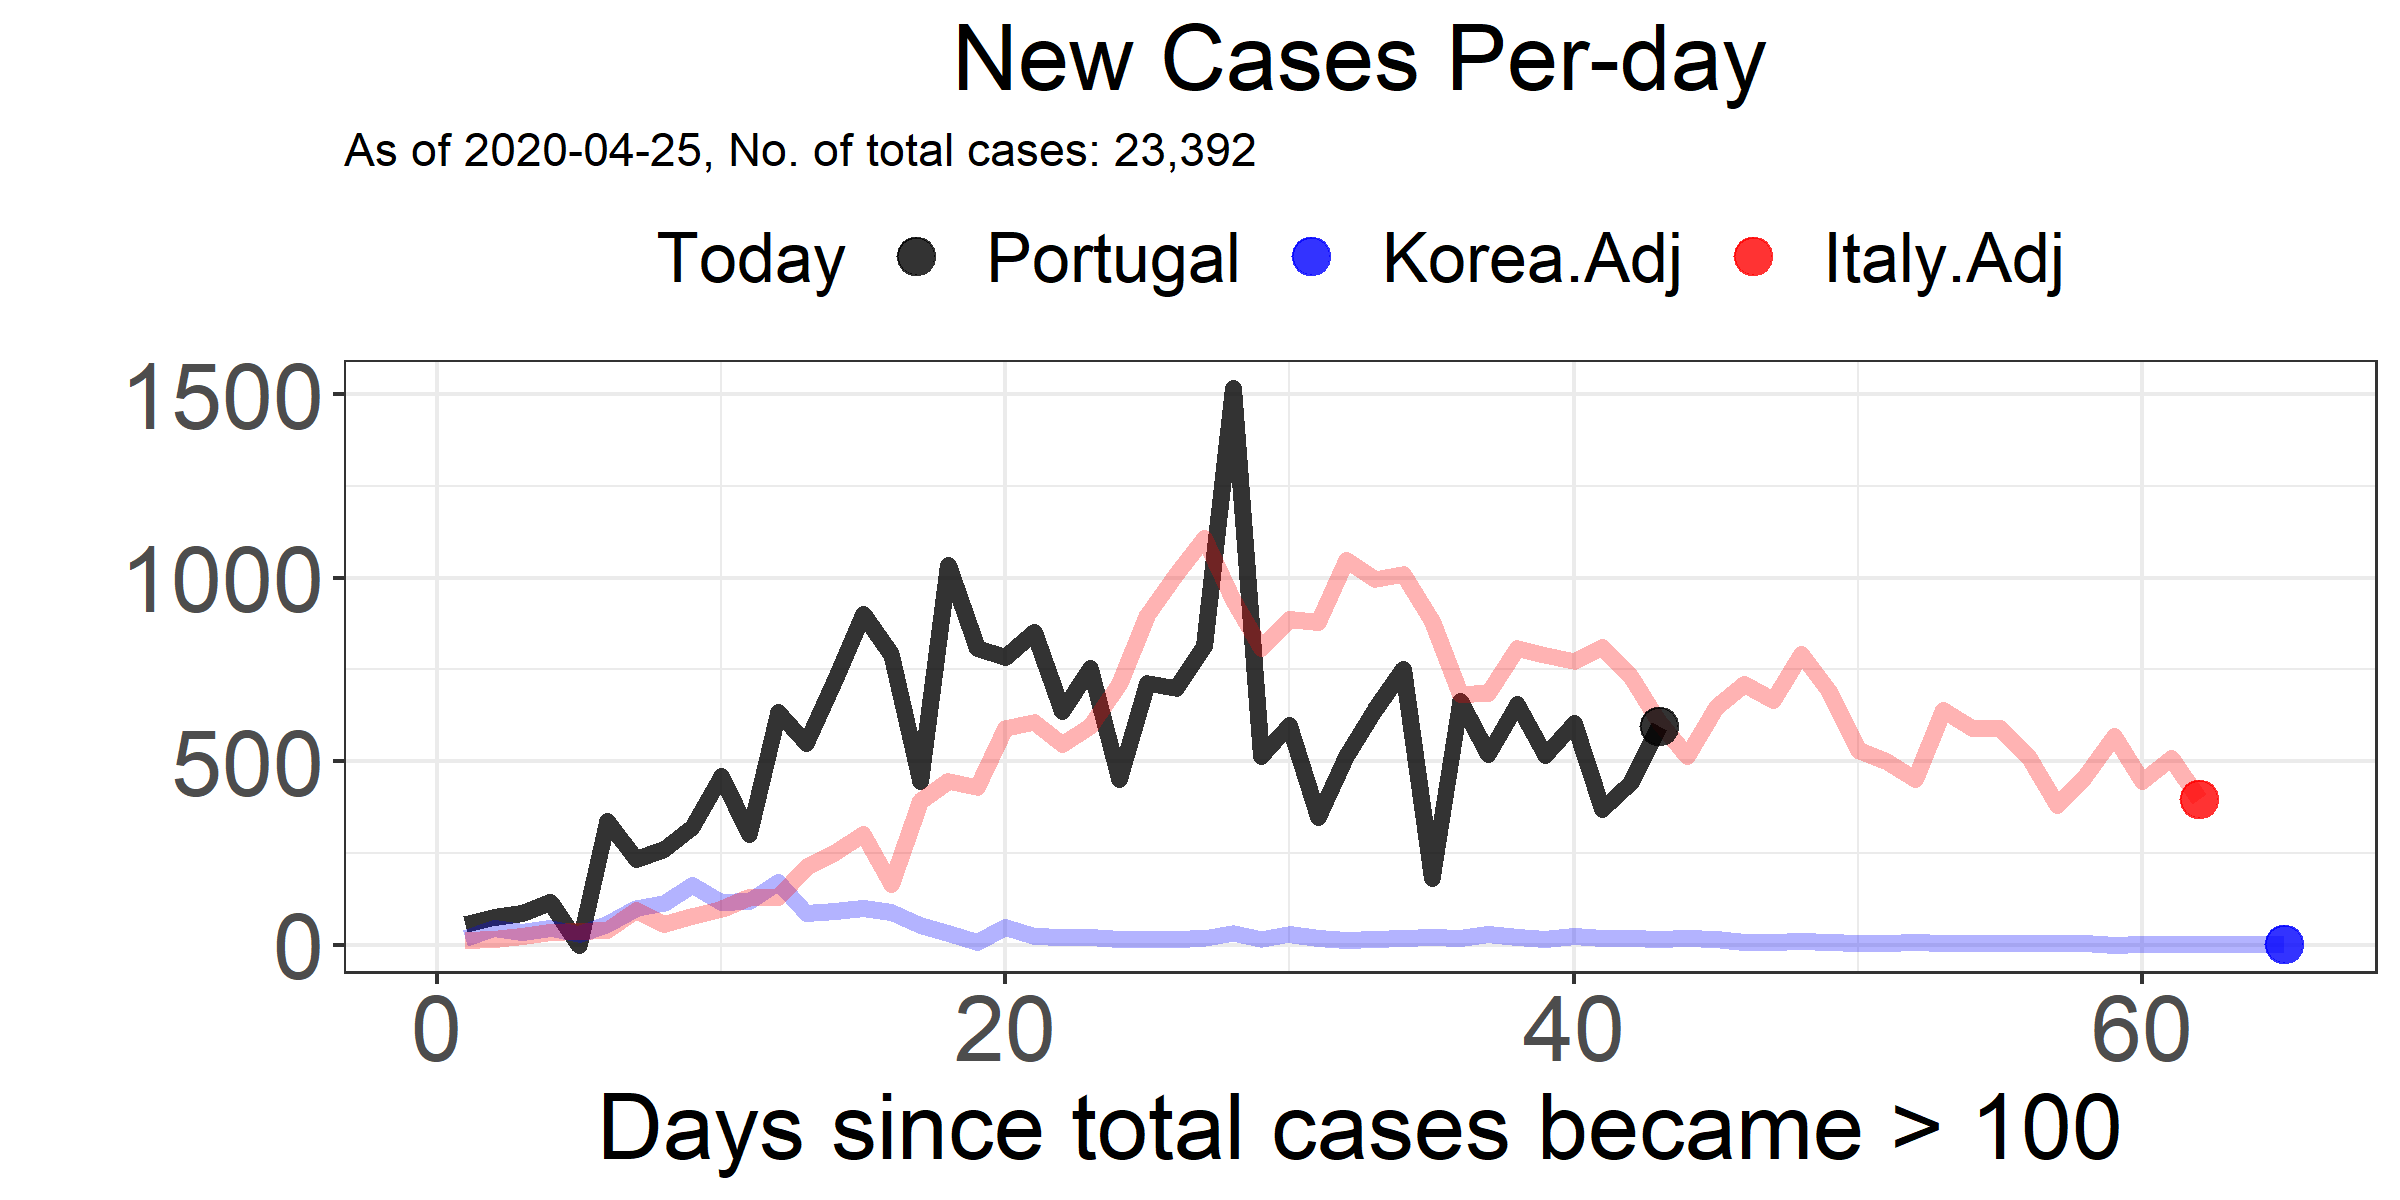 New Cases Per-day
As of 2020-04-25, No. of total cases: 23,392
Today Portugal Korea.Adj Italy.Adj
1500
1000
500
0
0 20 40 60
Days since total cases became > 100